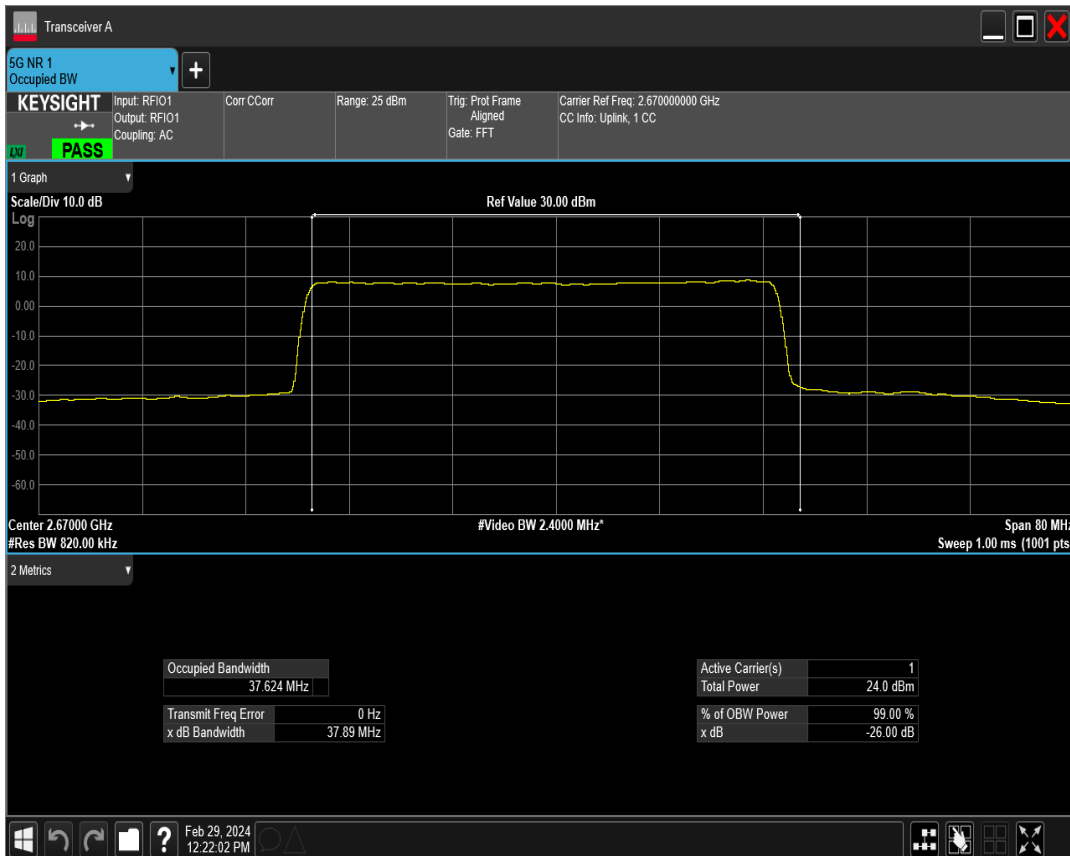 Transceiver A
5G NR 1
Occupied BW
+
KEYSIGHT
LXI
PASS
Input: RFIO1
Output: RFIO1
Coupling: AC
Corr CCorr
Range: 25 dBm
Trig: Prot Frame
Aligned
Gate: FFT
Carrier Ref Freq: 2.670000000 GHz
CC Info: Uplink, 1 CC
1 Graph
Scale/Div 10.0 dB
Ref Value 30.00 dBm
Log
20.0
10.0
0.00
-10.0
-20.0
-30.0
-40.0
-50.0
-60.0
Center 2.67000 GHz
#Video BW 2.4000 MHz*
Span 80 MHz
#Res BW 820.00 kHz
Sweep 1.00 ms (1001 pts
2 Metrics
Occupied Bandwidth
37.624 MHz
Transmit Freq Error 0 Hz
x dB Bandwidth 37.89 MHz
Active Carrier(s) 1
Total Power 24.0 dBm
% of OBW Power 99.00 %
x dB -26.00 dB
?
Feb 29, 2024
12:22:02 PM